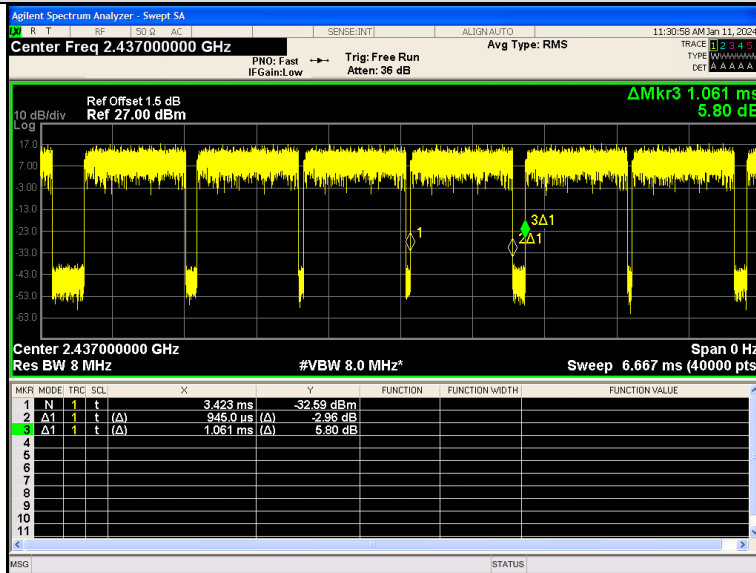 Agilent Spectrum Analyzer - Swept SA
LXI R T RF 50 Ω AC SENSE:INT ALIGN AUTO 11:30:58 AM Jan 11, 2024
Center Freq 2.437000000 GHz Avg Type: RMS TRACE 1 2 3 4 5
PNO: Fast Trig: Free Run TYPE
IFGain:Low Atten: 36 dB DET A A A A A
ΔMkr3 1.061 ms
5.80 dB
Ref Offset 1.5 dB
10 dB/div Ref 27.00 dBm
Log
17.0
7.00
-3.00
-13.0
-23.0
-33.0
-43.0
-53.0
-63.0
1
3Δ1
2Δ1
Center 2.437000000 GHz Span 0 Hz
Res BW 8 MHz #VBW 8.0 MHz* Sweep 6.667 ms (40000 pts
MKR MODE TRC SCL X Y FUNCTION FUNCTION WIDTH FUNCTION VALUE
1 N 1 t 3.423 ms -32.59 dBm
2 Δ1 1 t (Δ) 945.0 µs (Δ) -2.96 dB
3 Δ1 1 t (Δ) 1.061 ms (Δ) 5.80 dB
4
5
6
7
8
9
10
11
MSG STATUS